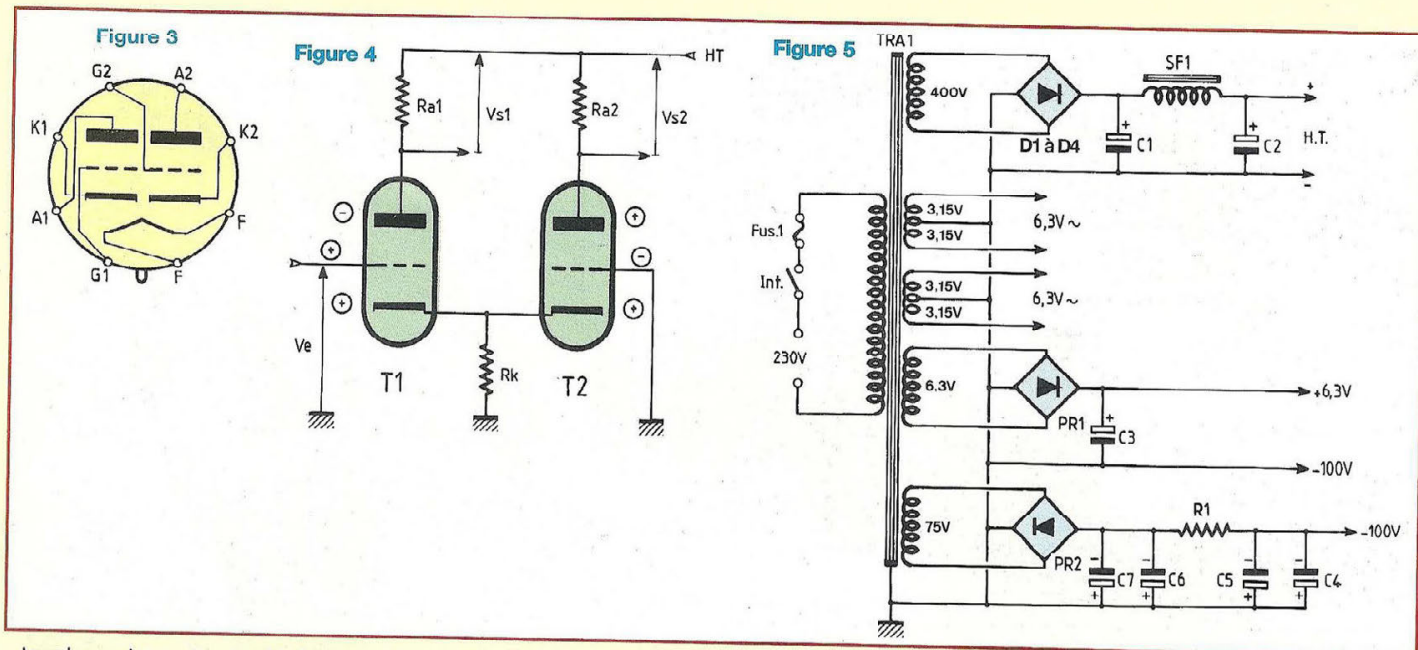 Figure 3
G2
A2
K1
K2
A1
F
G1
F
Figure 4
HT
Ra1
Vs1
Ra2
Vs2
Ve
Rk
T1
T2
Figure 5
TRA1
400V
SF1
D1 à D4
C1
C2
+
H.T.
-
Fus.1
Int.
230V
3,15V
3,15V
6,3V~
3,15V
3,15V
6,3V~
6.3V
PR1
C3
+6,3V
-100V
75V
PR2
R1
-100V
C7
C6
C5
C4